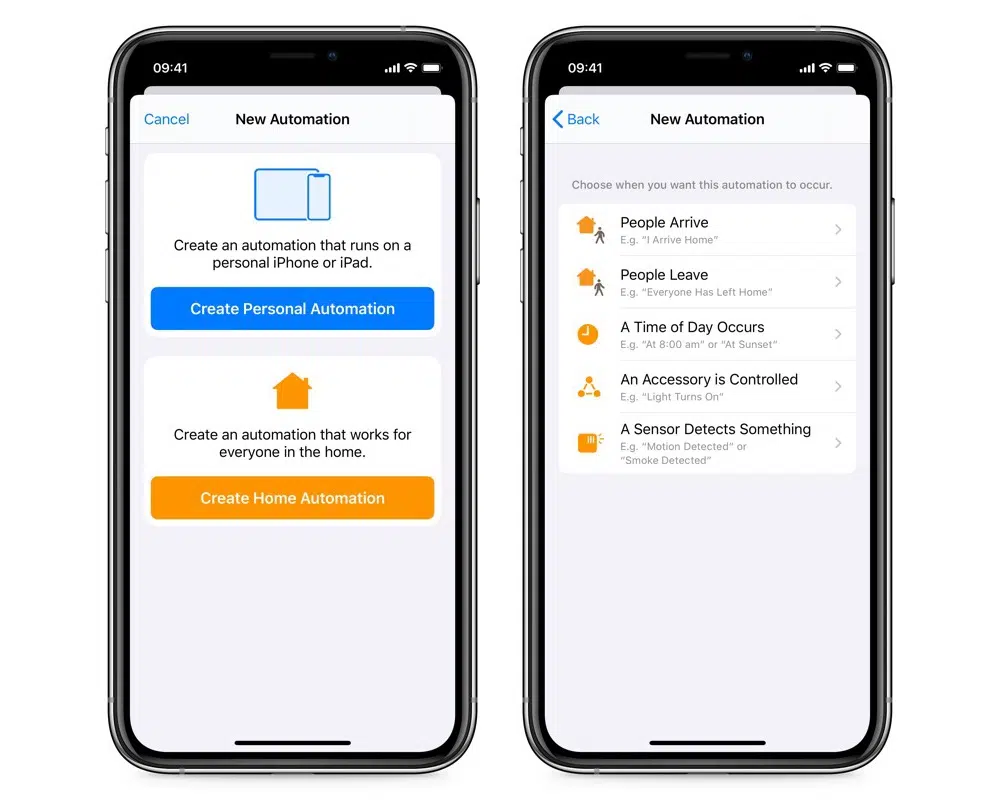 09:41
Cancel
New Automation
Create an automation that runs on a
personal iPhone or iPad.
Create Personal Automation
Create an automation that works for
everyone in the home.
Create Home Automation
09:41
Back
New Automation
Choose when you want this automation to occur.
People Arrive
E.g. “I Arrive Home”
People Leave
E.g. “Everyone Has Left Home”
A Time of Day Occurs
E.g. “At 8:00 am” or “At Sunset”
An Accessory is Controlled
E.g. “Light Turns On”
A Sensor Detects Something
E.g. “Motion Detected” or
“Smoke Detected”